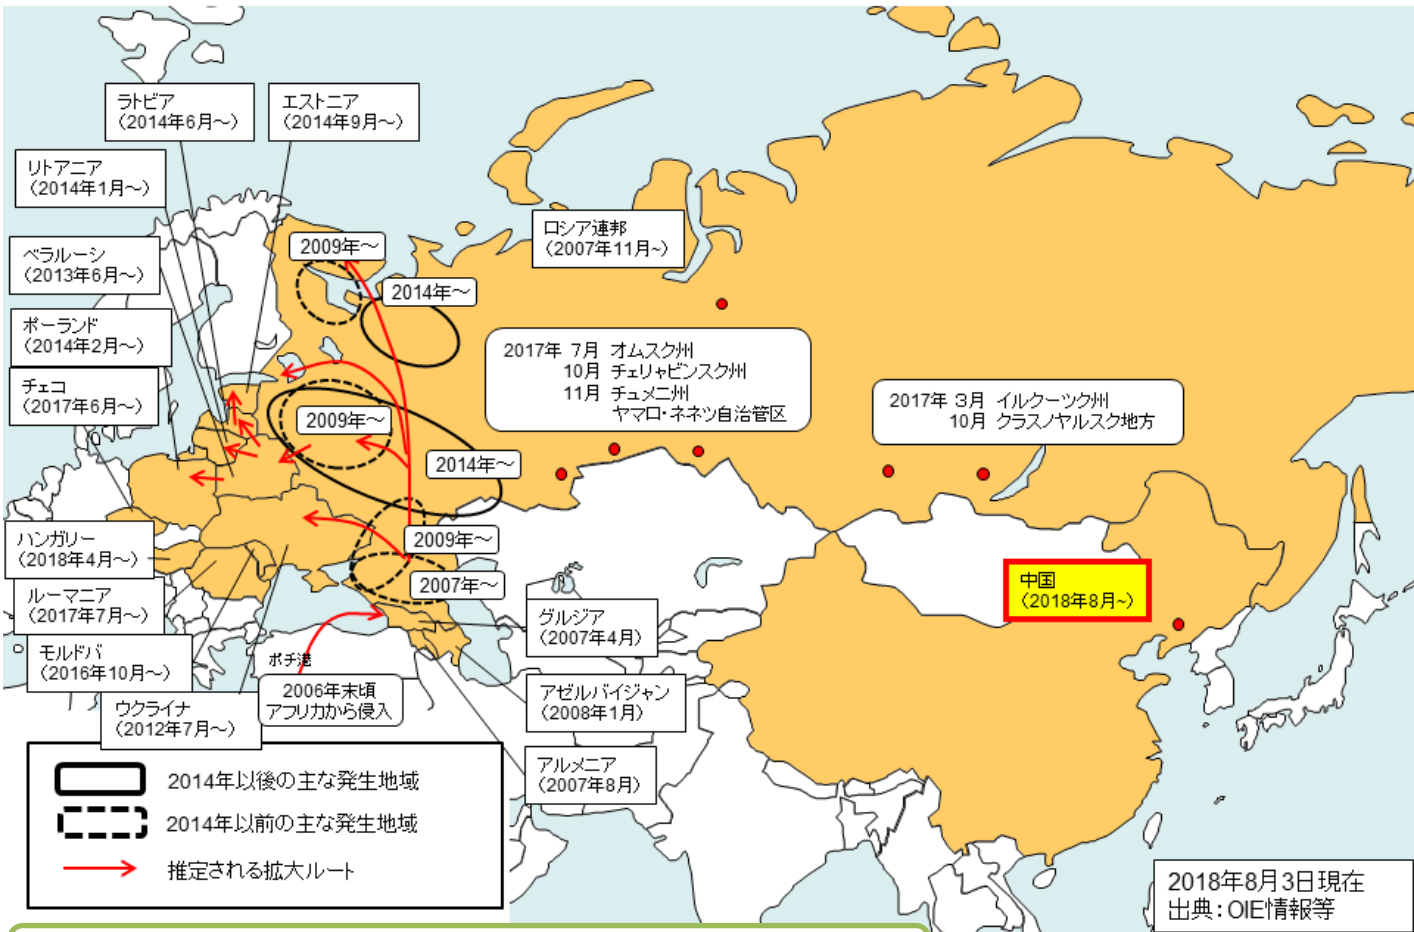 ラトビア
（2014年6月～）
エストニア
（2014年9月～）
リトアニア
（2014年1月～）
ベラルーシ
（2013年6月～）
ポーランド
（2014年2月～）
チェコ
（2017年6月～）
ハンガリー
（2018年4月～）
ルーマニア
（2017年7月～）
モルドバ
（2016年10月～）
ウクライナ
（2012年7月～）
ロシア連邦
（2007年11月~）
2009年～
2014年～
2009年～
2014年～
2009年～
2007年～
2017年 7月 オムスク州
10月 チェリャビンスク州
11月 チュメニ州
ヤマロ・ネネツ自治管区
2017年 3月 イルクーツク州
10月 クラスノヤルスク地方
中国
（2018年8月~）
グルジア
（2007年4月）
アゼルバイジャン
（2008年1月）
アルメニア
（2007年8月）
ポチ港
2006年末頃
アフリカから侵入
2014年以後の主な発生地域
2014年以前の主な発生地域
推定される拡大ルート
2018年8月3日現在
出典：OIE情報等